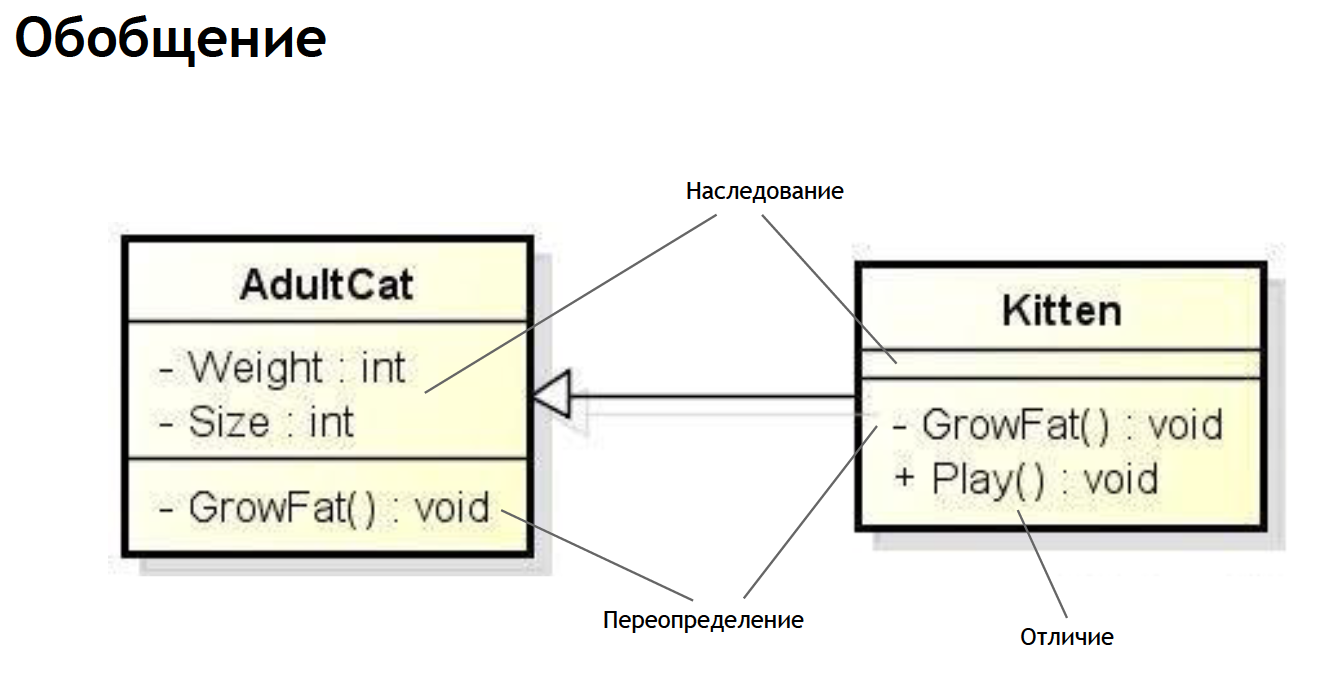 Обобщение
Наследование
AdultCat
- Weight : int
- Size : int
- GrowFat() : void
Kitten
- GrowFat() : void
+ Play() : void
Переопределение
Отличие